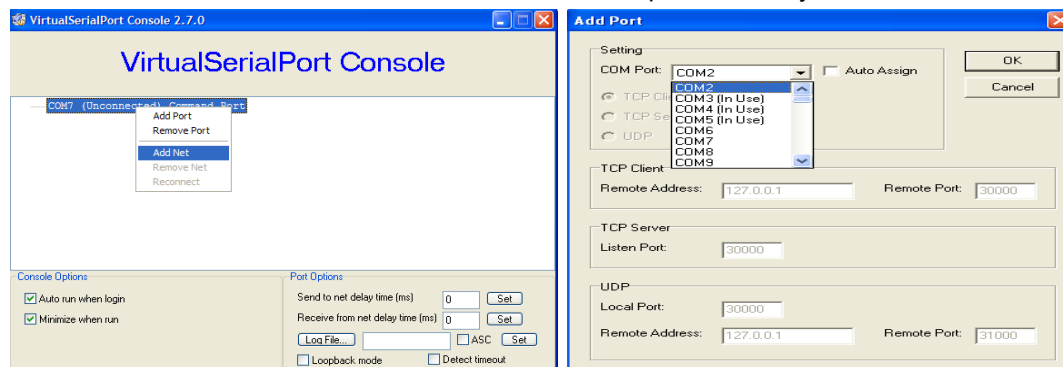 VirtualSerialPort Console 2.7.0
VirtualSerialPort Console
COM7 (Unconnected) Command Port
Add Port
Remove Port
Add Net
Remove Net
Reconnect
Console Options
Auto run when login
Minimize when run
Port Options
Send to net delay time (ms) 0 Set
Receive from net delay time (ms) 0 Set
Log File... ASC Set
Loopback mode Detect timeout
Add Port
Setting
COM Port: COM2 Auto Assign
OK
Cancel
COM2
COM3 (In Use)
COM4 (In Use)
COM5 (In Use)
COM6
COM7
COM8
COM9
TCP Cli
TCP Se
UDP
TCP Client
Remote Address: 127.0.0.1 Remote Port: 30000
TCP Server
Listen Port: 30000
UDP
Local Port: 30000
Remote Address: 127.0.0.1 Remote Port: 31000